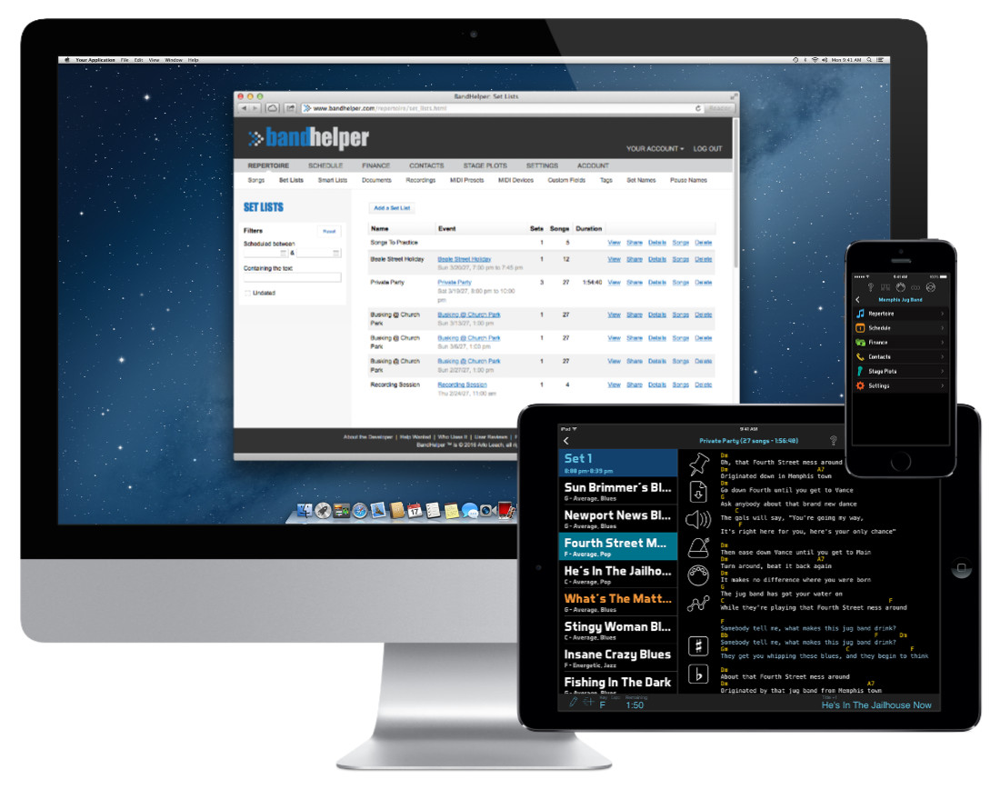 Your Application File Edit View Window Help
Mon 9:41 AM
BandHelper: Set Lists
www.bandhelper.com/repertoire/set_lists.html
Reader
bandhelper
YOUR ACCOUNT LOG OUT
REPERTOIRE SCHEDULE FINANCE CONTACTS STAGE PLOTS SETTINGS ACCOUNT
Songs Set Lists Smart Lists Documents Recordings MIDI Presets MIDI Devices Custom Fields Tags Set Names Pause Names
SET LISTS
Filters Reset
Scheduled between
&
Containing the text
Undated
Add a Set List
Name Event Sets Songs Duration
Songs To Practice 1 5 View Share Details Songs Delete
Beale Street Holiday Beale Street Holiday 1 12 View Share Details Songs Delete
Sun 3/20/27, 7:00 pm to 7:45 pm
Private Party Private Party 3 27 1:54:40 View Share Details Songs Delete
Sat 3/19/27, 8:00 pm to 10:00
pm
Busking @ Church Busking @ Church Park 1 27 View Share Details Songs Delete
Park Sun 3/13/27, 1:00 pm
Busking @ Church Busking @ Church Park 1 27 View Share Details Songs Delete
Park Sun 3/6/27, 1:00 pm
Busking @ Church Busking @ Church Park 1 27 View Share Details Songs Delete
Park Sun 2/27/27, 1:00 pm
Recording Session Recording Session 1 4 View Share Details Songs Delete
Thu 2/24/27, 11:00 am
About the Developer | Help Wanted | Who Uses It | User Reviews |
BandHelper ™ is © 2016 Arlo Leach, all
17
9:41 AM 100%
Memphis Jug Band
Repertoire
Schedule
Finance
Contacts
Stage Plots
Settings
iPad 9:41 AM
Private Party (27 songs - 1:56:40)
Set 1
8:00 pm-8:39 pm
Sun Brimmer's Bl...
G - Average, Blues
Newport News Bl...
G - Average, Blues
Fourth Street M...
F - Average, Pop
He's In The Jailho...
C - Average, Pop
What's The Matt...
G - Average, Blues
Stingy Woman Bl...
C - Average, Blues
Insane Crazy Blues
F - Energetic, Jazz
Fishing In The Dark
G - Average, Blues
Dm
Oh, that Fourth Street mess around
Dm A7
Originated down in Memphis town
Dm
Go down Fourth until you get to Vance
G
Ask anybody about that brand new dance
C
The gals will say, "You're going my way,
F
It's right here for you, here's your only chance"
Dm
Then ease down Vance until you get to Main
Dm A7
Turn around, beat it back again
Dm
It makes no difference where you were born
G
The jug band has got your water on
C F
While they're playing that Fourth Street mess around
F
Somebody tell me, what makes this jug band drink?
Bb F Dm
Somebody tell me, what makes this jug band drink?
Gm C F
They get you whipping these blues, and they begin to think
Dm
About that Fourth Street mess around
Dm A7
Originated by that jug band from Memphis town
Key Capo Remaining Title +1
F 1:50 He's In The Jailhouse Now